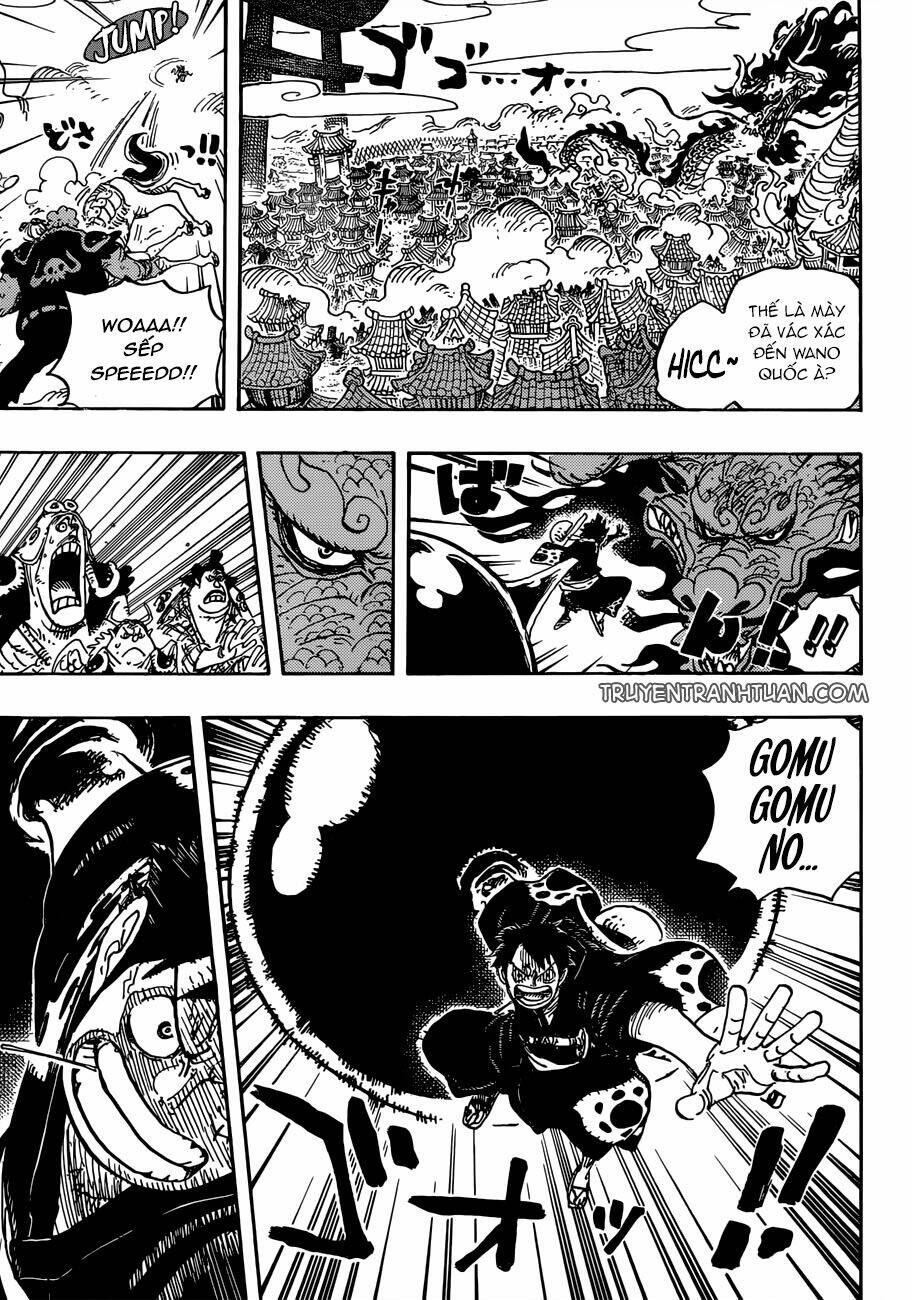 ゴゴ...オ...
THẾ LÀ MÀY
ĐÃ VÁC XÁC
ĐẾN WANO
QUỐC À?
HICC~
JUMP!
どさっ!!
WOAAA!!
SẾP
SPEEEDD!!
ばん!!
TRUYENTRANHTUAN.COM
GOMU
GOMU
NO...
ゴオッ!!